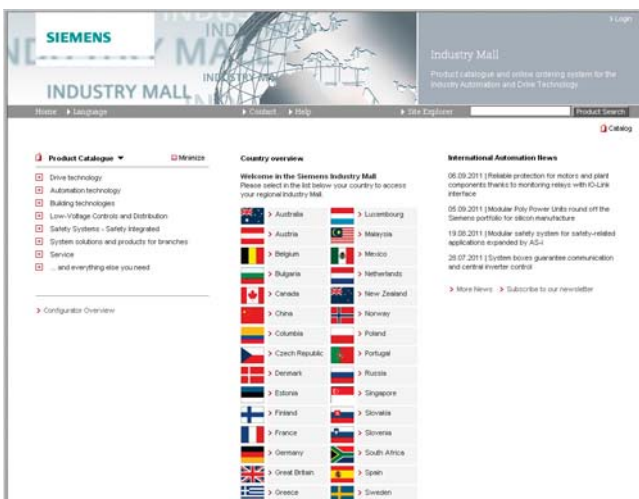 SIEMENS
INDUSTRY MALL
Login
Industry Mall
Product catalogue and online ordering system for the
Industry Automation and Drive Technology
Home Language Contact Help Site Explorer Product Search
Catalog
Product Catalogue Minimize
Drive technology
Automation technology
Building technologies
Low-Voltage Controls and Distribution
Safety Systems - Safety Integrated
System solutions and products for branches
Service
... and everything else you need
Configurator Overview
Country overview
Welcome in the Siemens Industry Mall
Please select in the list below your country to access
your regional Industry Mall.
Australia Luxembourg
Austria Malaysia
Belgium Mexico
Bulgaria Netherlands
Canada New Zealand
China Norway
Columbia Poland
Czech Republic Portugal
Denmark Russia
Estonia Singapore
Finland Slovakia
France Slovenia
Germany South Africa
Great Britain Spain
Greece Sweden
International Automation News
06.09.2011 | Reliable protection for motors and plant
components thanks to monitoring relays with IO-Link
interface
05.09.2011 | Modular Poly Power Units round off the
Siemens portfolio for silicon manufacture
19.08.2011 | Modular safety system for safety-related
applications expanded by AS-i
26.07.2011 | System boxes guarantee communication
and central inverter control
More News Subscribe to our newsletter